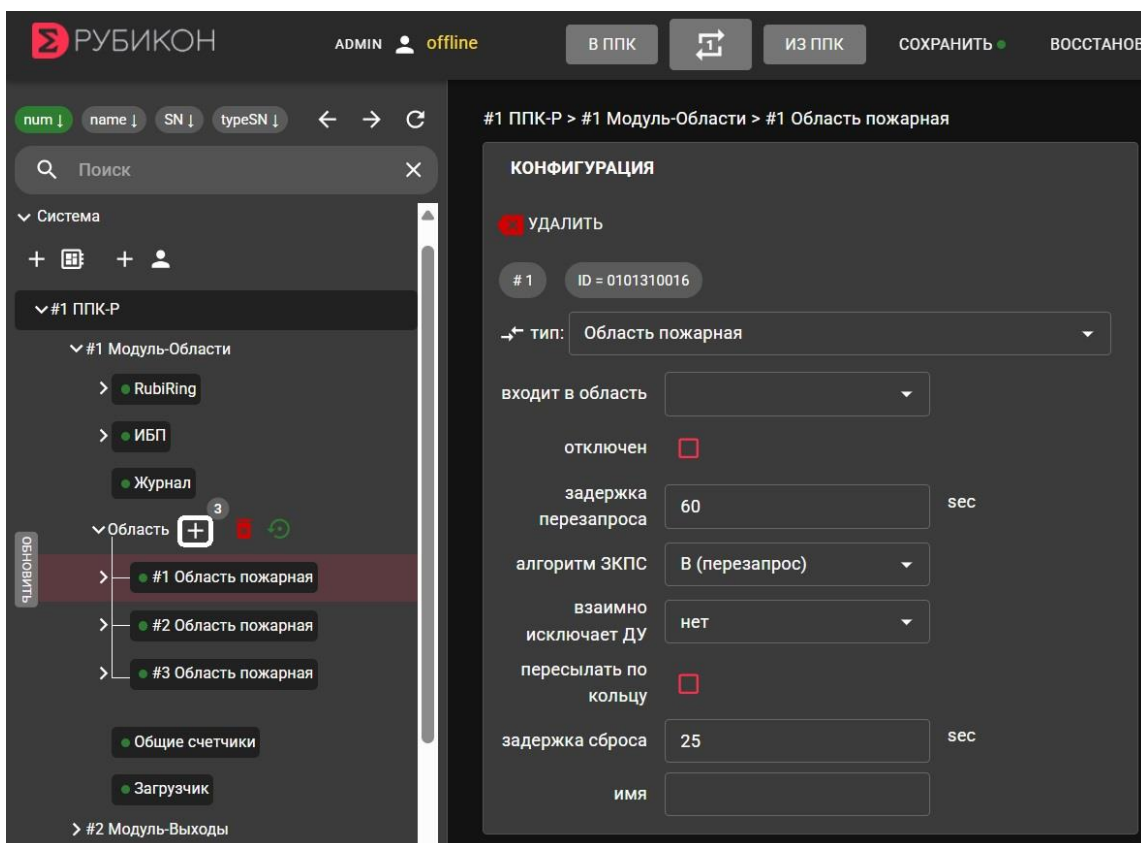 Σ РУБИКОН ADMIN offline В ППК 1 ИЗ ППК СОХРАНИТЬ ВОССТАНОВ
num ↓ name ↓ SN ↓ typeSN ↓ ← → C
Поиск
Система
#1 ППК-Р
#1 Модуль-Области
RubiRing
ИБП
Журнал
Область 3
#1 Область пожарная
#2 Область пожарная
#3 Область пожарная
Общие счетчики
Загрузчик
#2 Модуль-Выходы
ОБНОВИТЬ
#1 ППК-Р > #1 Модуль-Области > #1 Область пожарная
КОНФИГУРАЦИЯ
УДАЛИТЬ
# 1 ID = 0101310016
тип: Область пожарная
входит в область
отключен
задержка перезапроса 60 sec
алгоритм ЗКПС B (перезапрос)
взаимно исключает ДУ нет
пересылать по кольцу
задержка сброса 25 sec
имя